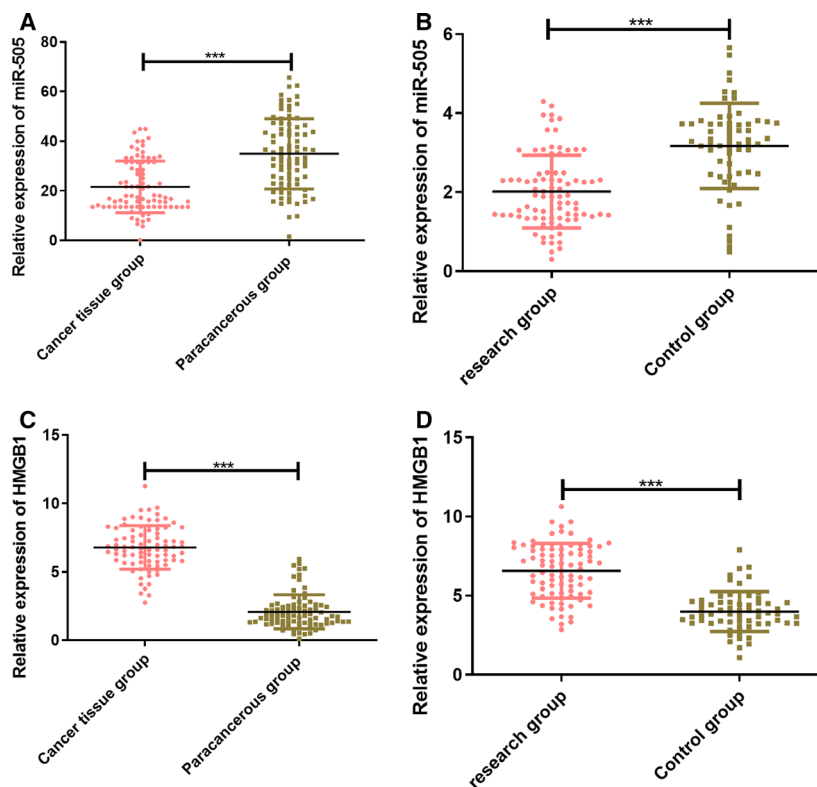 A
Relative expression of miR-505
80
60
40
20
0
***
Cancer tissue group
Paracancerous group
B
Relative expression of miR-505
6
4
2
0
***
research group
Control group
C
Relative expression of HMGB1
15
10
5
0
***
Cancer tissue group
Paracancerous group
D
Relative expression of HMGB1
15
10
5
0
***
research group
Control group